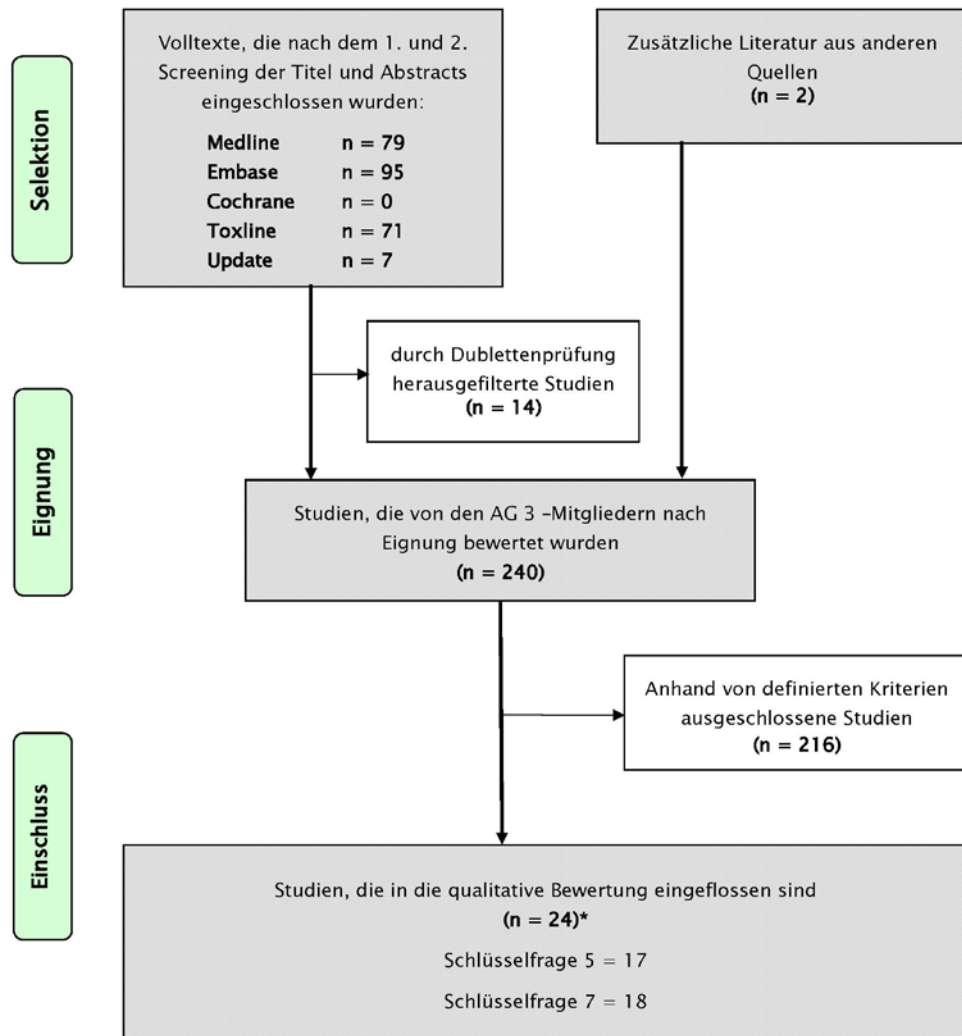 Selektion
Volltexte, die nach dem 1. und 2.
Screening der Titel und Abstracts
eingeschlossen wurden:
Medline n = 79
Embase n = 95
Cochrane n = 0
Toxline n = 71
Update n = 7
Zusätzliche Literatur aus anderen
Quellen
(n = 2)
durch Dublettenprüfung
herausgefilterte Studien
(n = 14)
Eignung
Studien, die von den AG 3 -Mitgliedern nach
Eignung bewertet wurden
(n = 240)
Anhand von definierten Kriterien
ausgeschlossene Studien
(n = 216)
Einschluss
Studien, die in die qualitative Bewertung eingeflossen sind
(n = 24)*
Schlüsselfrage 5 = 17
Schlüsselfrage 7 = 18